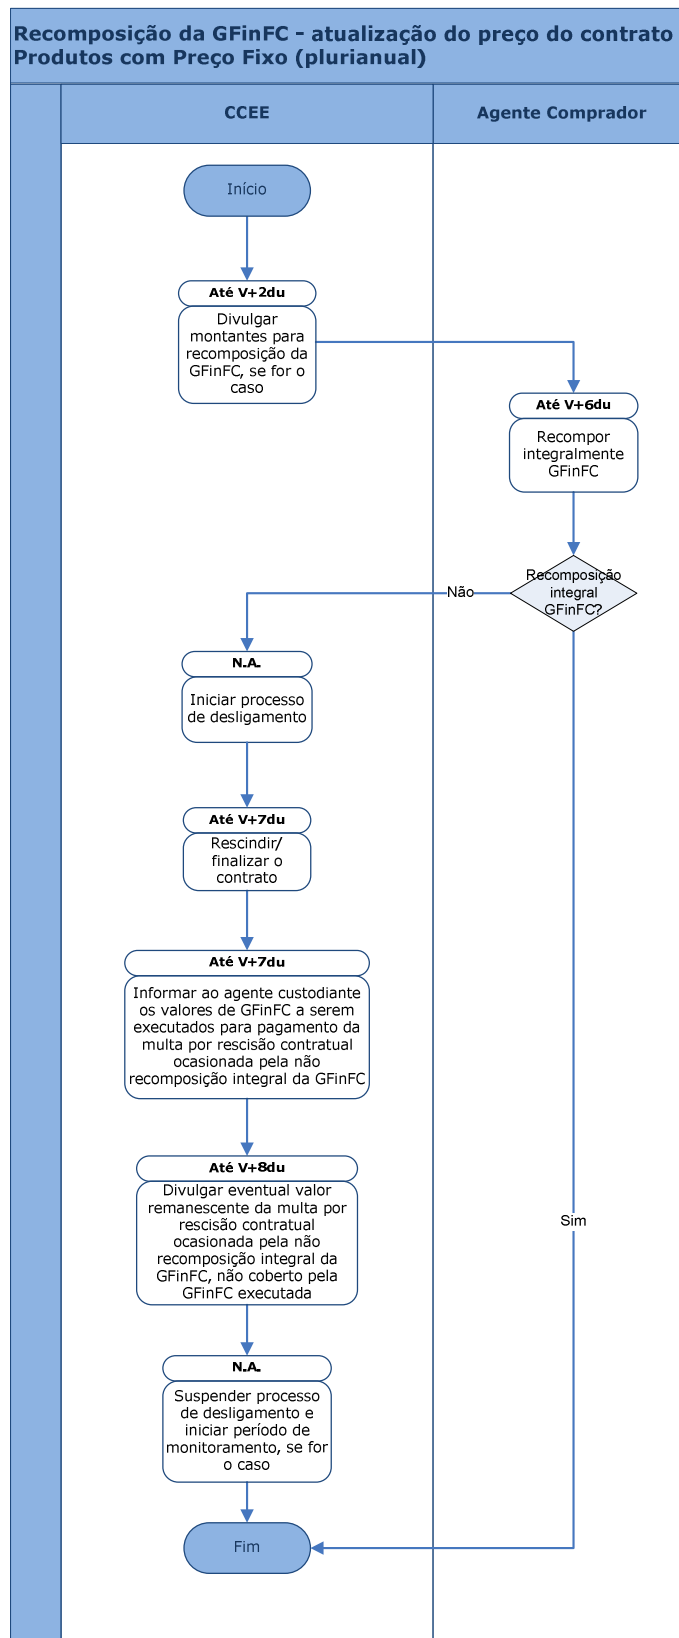 Recomposição da GFinFC - atualização do preço do contrato
Produtos com Preço Fixo (plurianual)
CCEE
Agente Comprador
Início
Até V+2du
Divulgar
montantes para
recomposição da
GFinFC, se for o
caso
Até V+6du
Recompor
integralmente
GFinFC
Recomposição
integral
GFinFC?
Não
N.A.
Iniciar processo
de desligamento
Até V+7du
Rescindir/
finalizar o
contrato
Até V+7du
Informar ao agente custodiante
os valores de GFinFC a serem
executados para pagamento da
multa por rescisão contratual
ocasionada pela não
recomposição integral da GFinFC
Até V+8du
Divulgar eventual valor
remanescente da multa por
rescisão contratual
ocasionada pela não
recomposição integral da
GFinFC, não coberto pela
GFinFC executada
Sim
N.A.
Suspender processo
de desligamento e
iniciar período de
monitoramento, se for
o caso
Fim